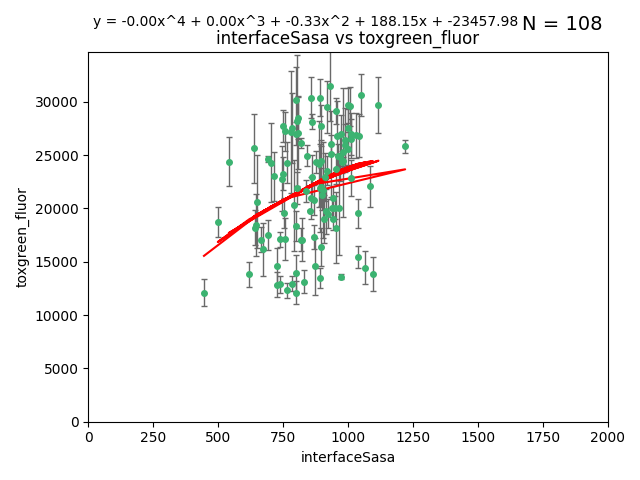 y = -0.00x^4 + 0.00x^3 + -0.33x^2 + 188.15x + -23457.98 N = 108
interfaceSasa vs toxgreen_fluor
toxgreen_fluor
30000
25000
20000
15000
10000
5000
0
0 250 500 750 1000 1250 1500 1750 2000
interfaceSasa